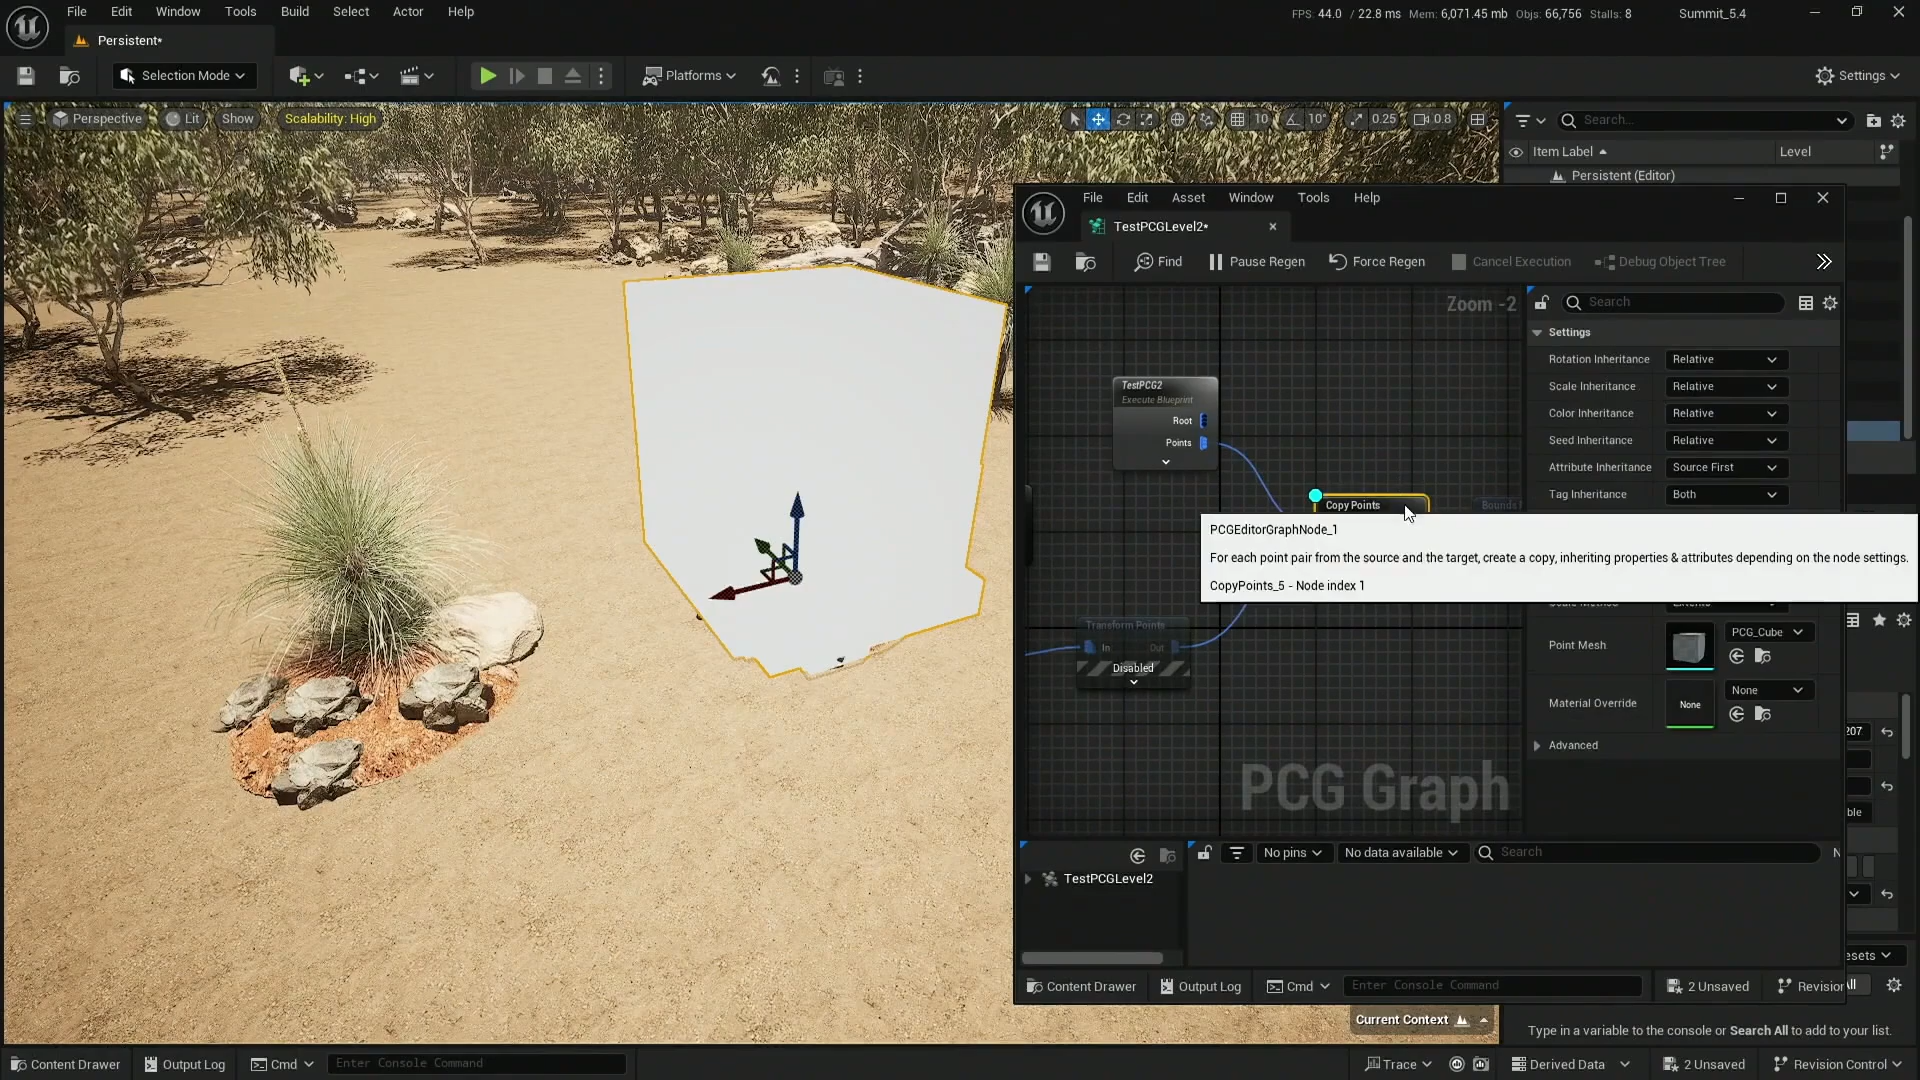 File Edit Window Tools Build Select Actor Help
FPS: 44.0 / 22.8 ms Mem: 6,071.45 mb Objs: 66,756 Stalls: 8
Summit_5.4
Persistent*
Selection Mode
Platforms
Settings
Perspective Lit Show Scalability: High
10 10° 0.25 0.8
Search...
Item Label Level
Persistent (Editor)
File Edit Asset Window Tools Help
TestPCGLevel2*
Find Pause Regen Force Regen Cancel Execution Debug Object Tree
Zoom -2
Search
Settings
Rotation Inheritance Relative
Scale Inheritance Relative
Color Inheritance Relative
Seed Inheritance Relative
Attribute Inheritance Source First
Tag Inheritance Both
TestPCG2
Execute Blueprint
Root
Points
Copy Points
Bounds
PCGEditorGraphNode_1
For each point pair from the source and the target, create a copy, inheriting properties & attributes depending on the node settings.
CopyPoints_5 - Node index 1
Transform Points
In Out
Disabled
Point Mesh PCG_Cube
Material Override None None
Advanced
207
ble
PCG Graph
No pins No data available Search N
TestPCGLevel2
Content Drawer Output Log Cmd Enter Console Command 2 Unsaved Revision
esets
All
Current Context
Type in a variable to the console or Search All to add to your list.
Content Drawer Output Log Cmd Enter Console Command Trace Derived Data 2 Unsaved Revision Control